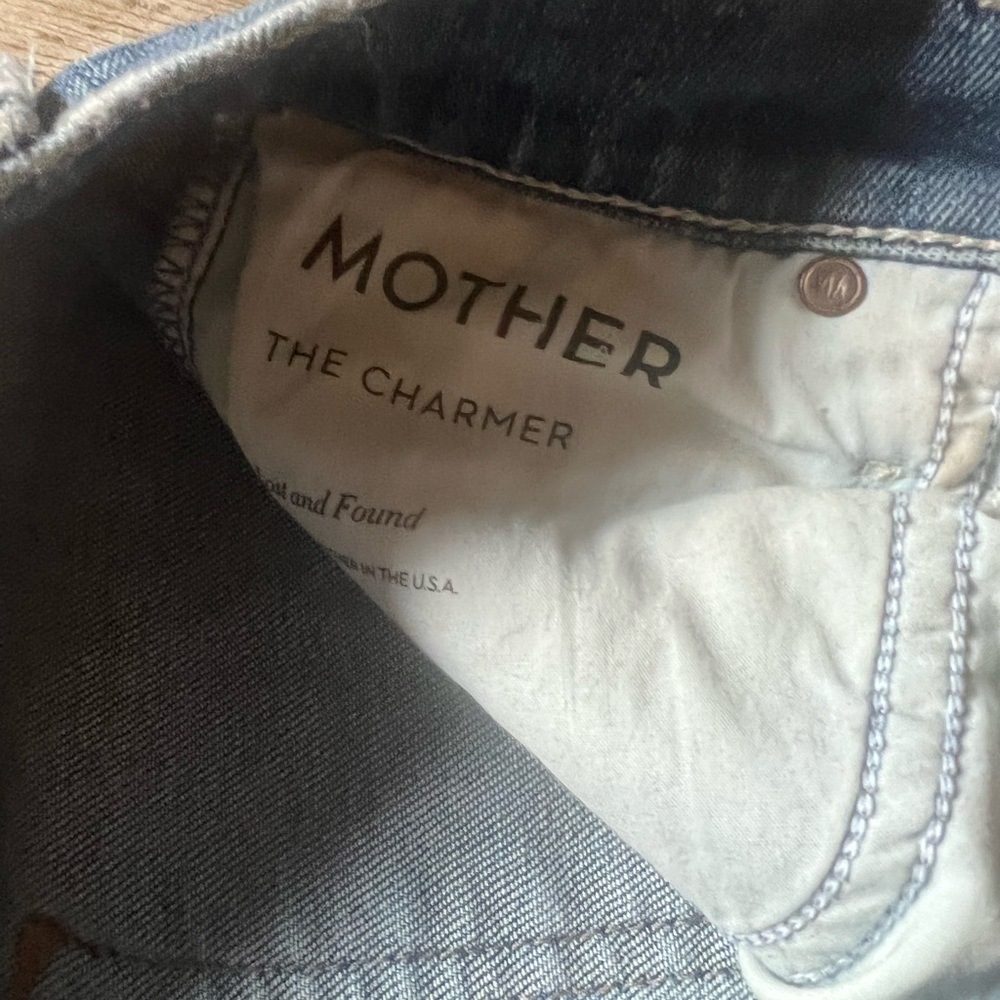 MOTHER
THE CHARMER
and Found
IN THE U.S.A.